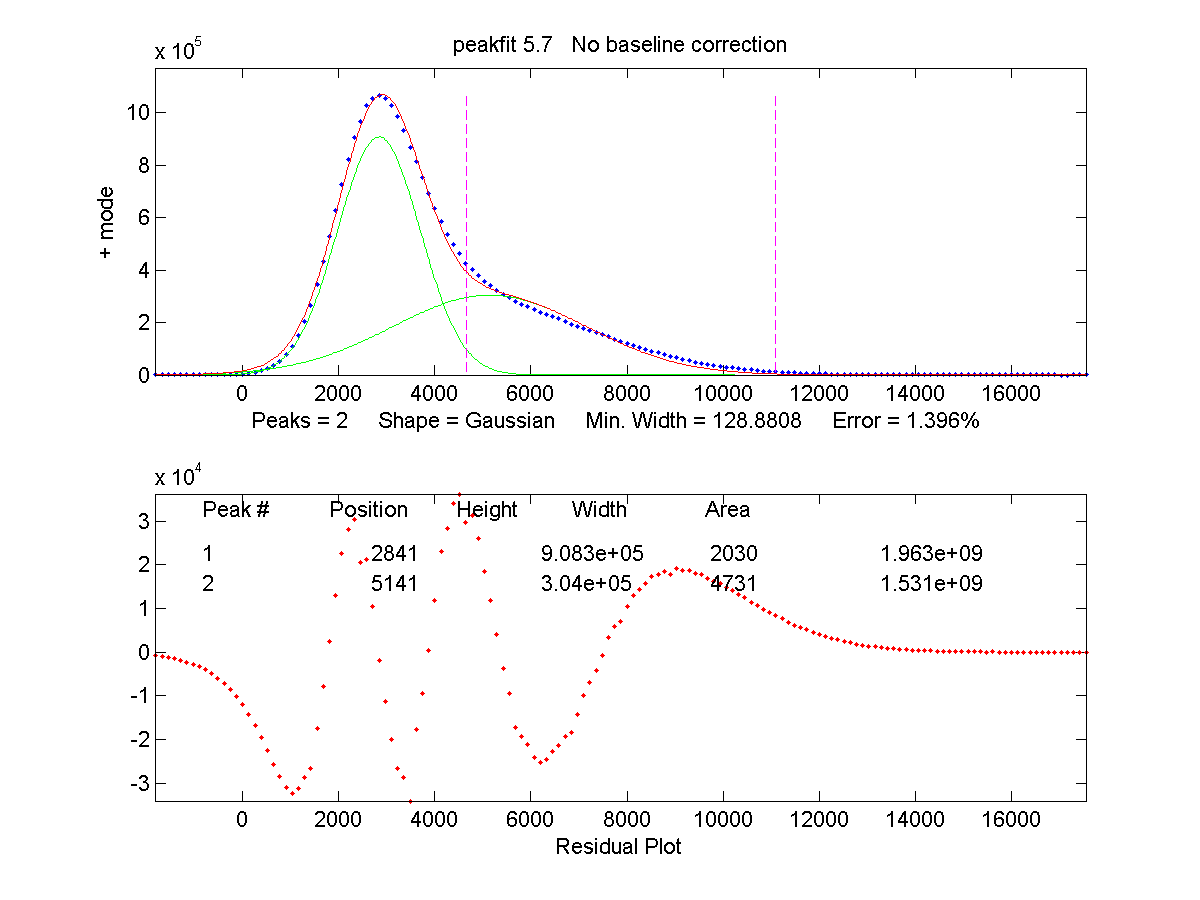 peakfit 5.7 No baseline correction
x 10^5
10
8
6
4
2
0
+ mode
0 2000 4000 6000 8000 10000 12000 14000 16000
Peaks = 2 Shape = Gaussian Min. Width = 128.8808 Error = 1.396%
x 10^4
Peak # Position Height Width Area
1 2841 9.083e+05 2030 1.963e+09
2 5141 3.04e+05 4731 1.531e+09
3
2
1
0
-1
-2
-3
0 2000 4000 6000 8000 10000 12000 14000 16000
Residual Plot